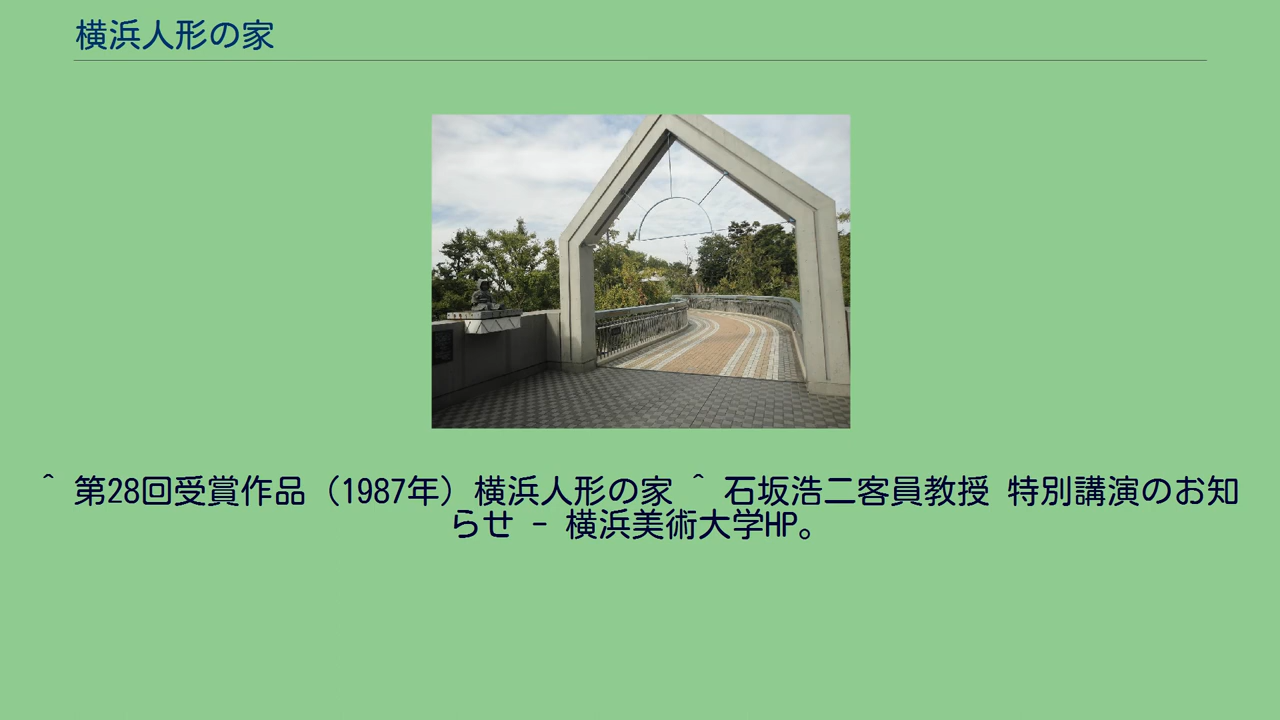 横浜人形の家
^ 第28回受賞作品（1987年）横浜人形の家 ^ 石坂浩二客員教授 特別講演のお知
らせ - 横浜美術大学HP。